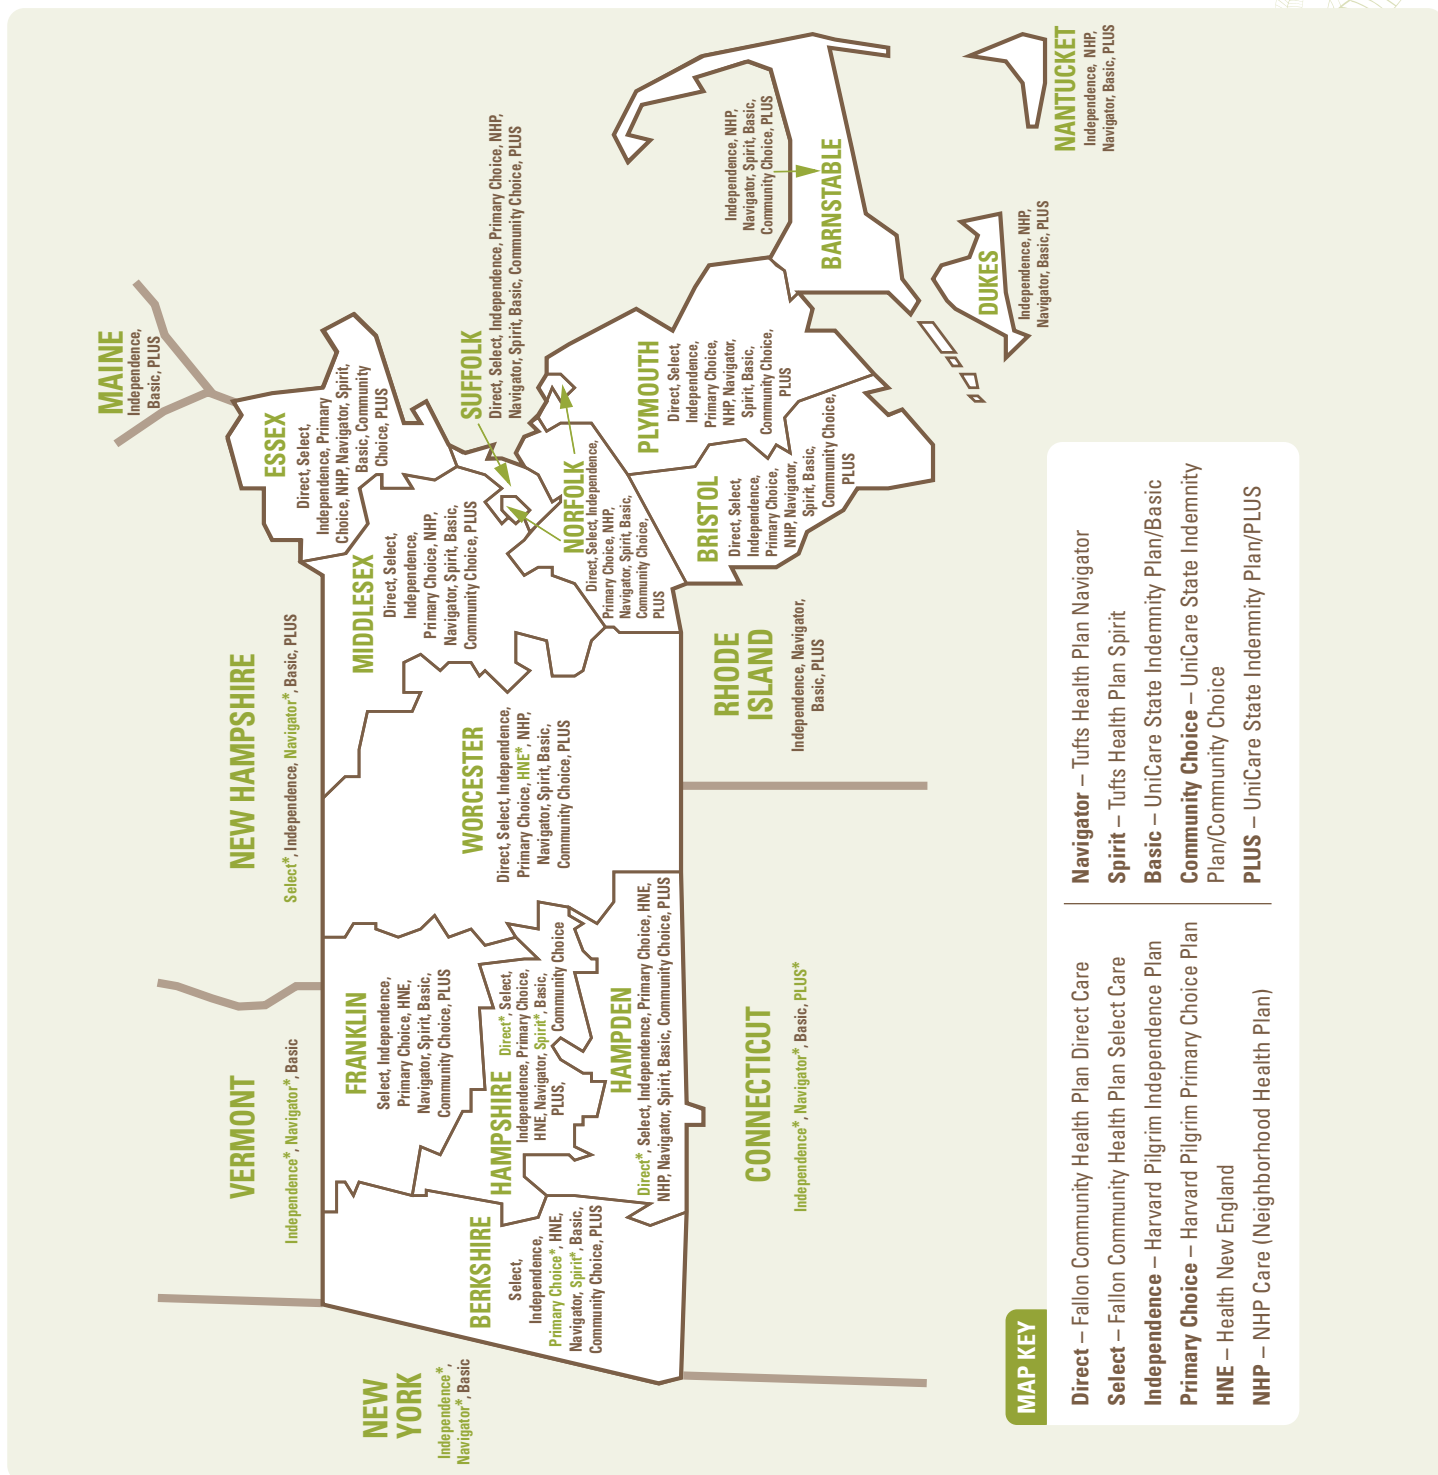 MAINE
Independence,
Basic, PLUS
NEW HAMPSHIRE
Select*, Independence, Navigator*, Basic, PLUS
VERMONT
Independence*, Navigator*, Basic
NEW
YORK
Independence*,
Navigator*, Basic
ESSEX
Direct, Select,
Independence, Primary
Choice, NHP, Navigator, Spirit,
Basic, Community
Choice, PLUS
MIDDLESEX
Direct, Select,
Independence,
Primary Choice, NHP,
Navigator, Spirit, Basic,
Community Choice, PLUS
SUFFOLK
Direct, Select, Independence, Primary Choice, NHP,
Navigator, Spirit, Basic, Community Choice, PLUS
FRANKLIN
Select, Independence,
Primary Choice, HNE,
Navigator, Spirit, Basic,
Community Choice, PLUS
WORCESTER
Direct, Select, Independence,
Primary Choice, HNE*, NHP,
Navigator, Spirit, Basic,
Community Choice, PLUS
BERKSHIRE
Select,
Independence,
Primary Choice*, HNE,
Navigator, Spirit*, Basic,
Community Choice, PLUS
HAMPSHIRE Direct*, Select,
Independence, Primary Choice,
HNE, Navigator, Spirit*, Basic,
PLUS, Community Choice
HAMPDEN
Direct*, Select, Independence, Primary Choice, HNE,
NHP, Navigator, Spirit, Basic, Community Choice, PLUS
NORFOLK
Direct, Select, Independence,
Primary Choice, NHP,
Navigator, Spirit, Basic,
Community Choice,
PLUS
PLYMOUTH
Direct, Select,
Independence,
Primary Choice,
NHP, Navigator,
Spirit, Basic,
Community Choice,
PLUS
BRISTOL
Direct, Select,
Independence,
Primary Choice,
NHP, Navigator,
Spirit, Basic,
Community Choice,
PLUS
Independence, NHP,
Navigator, Spirit, Basic,
Community Choice, PLUS
BARNSTABLE
DUKES
Independence, NHP,
Navigator, Basic, PLUS
NANTUCKET
Independence, NHP,
Navigator, Basic, PLUS
RHODE
ISLAND
Independence, Navigator,
Basic, PLUS
CONNECTICUT
Independence*, Navigator*, Basic, PLUS*
MAP KEY
Direct – Fallon Community Health Plan Direct Care
Select – Fallon Community Health Plan Select Care
Independence – Harvard Pilgrim Independence Plan
Primary Choice – Harvard Pilgrim Primary Choice Plan
HNE – Health New England
NHP – NHP Care (Neighborhood Health Plan)
Navigator – Tufts Health Plan Navigator
Spirit – Tufts Health Plan Spirit
Basic – UniCare State Indemnity Plan/Basic
Community Choice – UniCare State Indemnity
Plan/Community Choice
PLUS – UniCare State Indemnity Plan/PLUS